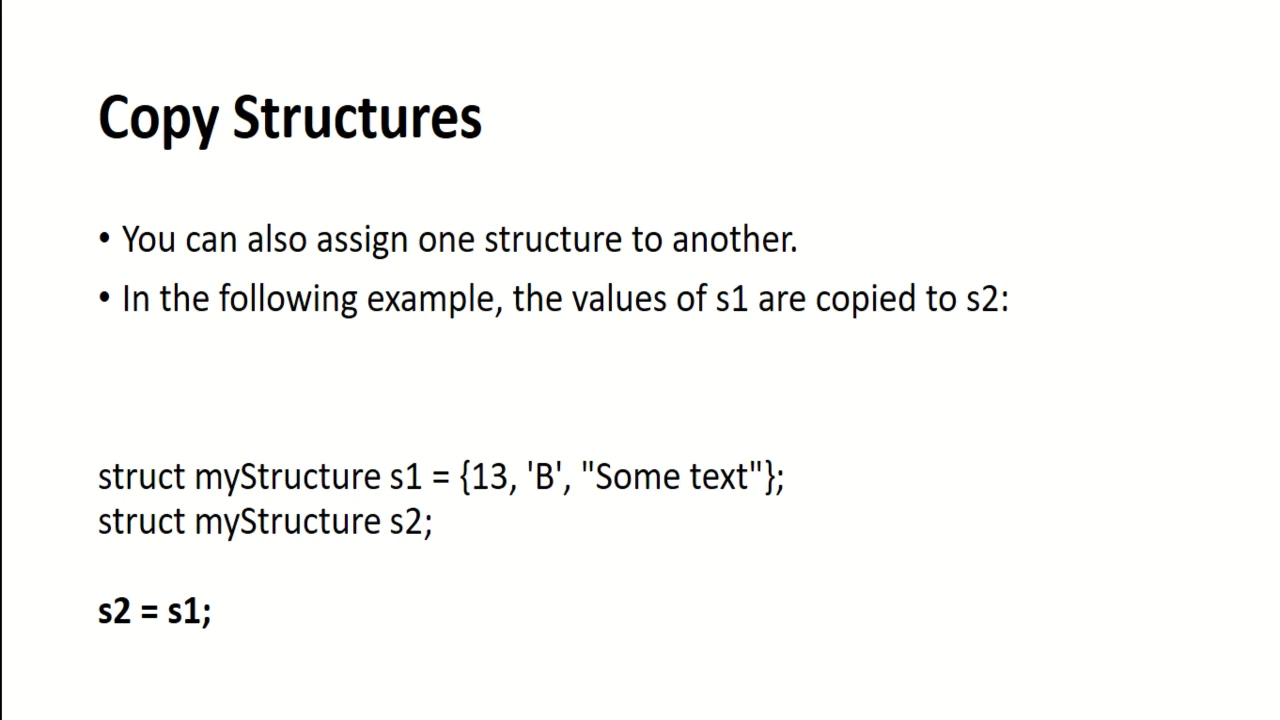 Copy Structures
• You can also assign one structure to another.
• In the following example, the values of s1 are copied to s2:
struct myStructure s1 = {13, 'B', "Some text"};
struct myStructure s2;
s2 = s1;